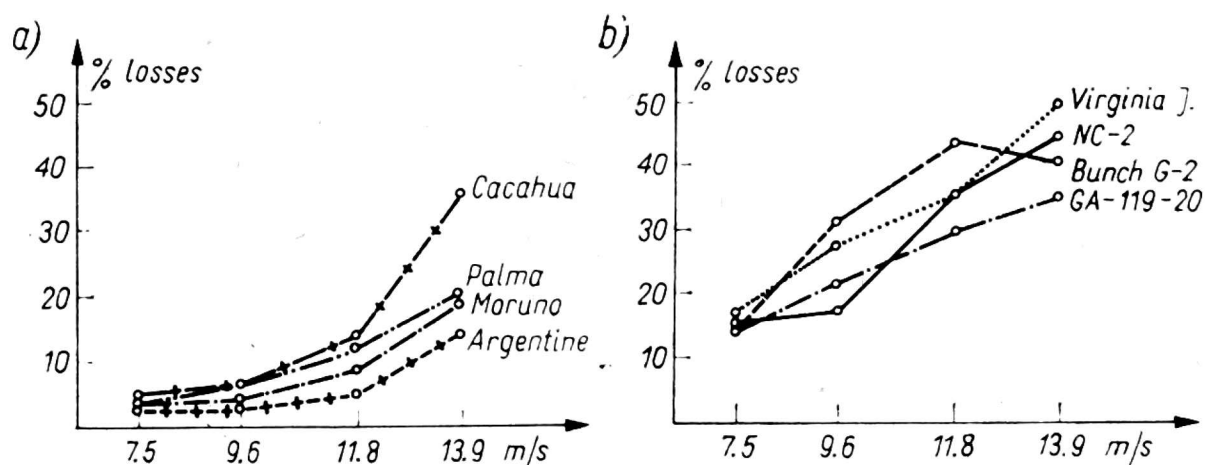 a)
% losses
50
40
30
20
10
7.5 9.6 11.8 13.9 m/s
Cacahua
Palma
Moruno
Argentine
b)
% losses
50
40
30
20
10
7.5 9.6 11.8 13.9 m/s
Virginia J.
NC-2
Bunch G-2
GA-119-20